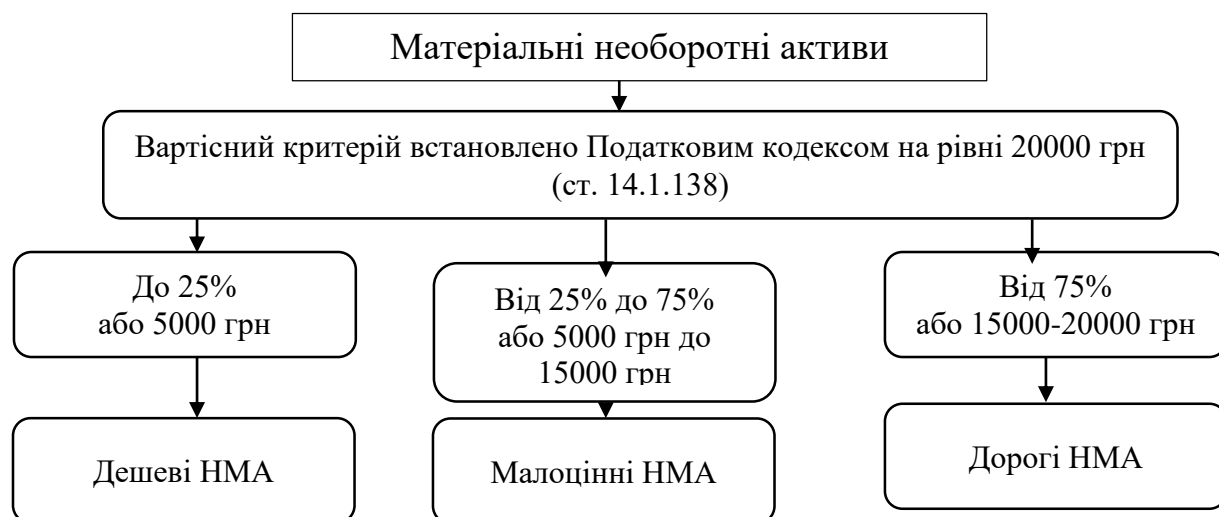 Матеріальні необоротні активи
Вартісний критерій встановлено Податковим кодексом на рівні 20000 грн
(ст. 14.1.138)
До 25%
або 5000 грн
Від 25% до 75%
або 5000 грн до
15000 грн
Від 75%
або 15000-20000 грн
Дешеві НМА
Малоцінні НМА
Дорогі НМА